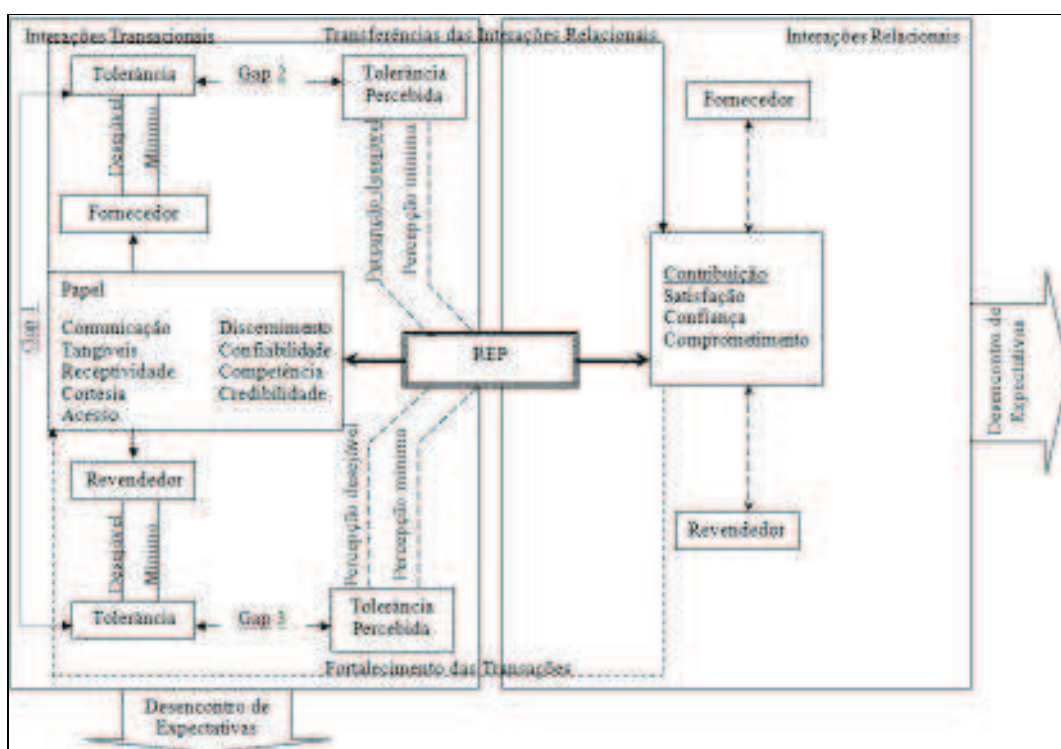 Interações Transacionais
Transferências das Interações Relacionais
Interações Relacionais
Tolerância
Gap 2
Tolerância
Percebida
Fornecedor
Desejável
Mínimo
Percepção desejável
Percepção mínima
Fornecedor
Gap 1
Papel
Comunicação
Tangíveis
Receptividade
Cortesia
Acesso
Discernimento
Confiabilidade
Competência
Credibilidade
REP
Contribuição
Satisfação
Confiança
Comprometimento
Desencontro de
Expectativas
Revendedor
Desejável
Mínimo
Percepção desejável
Percepção mínima
Revendedor
Tolerância
Gap 3
Tolerância
Percebida
Fortalecimento das Transações
Desencontro de
Expectativas